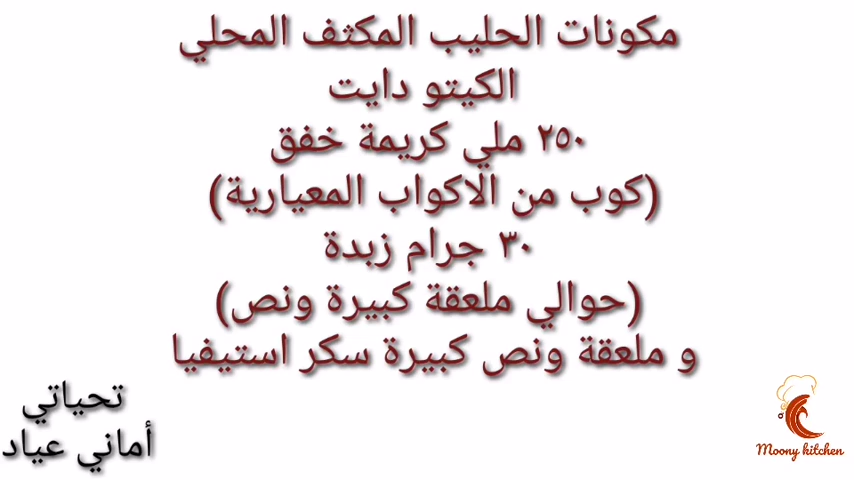 مكونات الحليب المكثف المحلي
الكيتو دايت
٢٥٠ ملي كريمة خفق
(كوب من الاكواب المعيارية)
٣٠ جرام زبدة
(حوالي ملعقة كبيرة ونص)
و ملعقة ونص كبيرة سكر استيفيا
تحياتي
أماني عياد
Moony kitchen